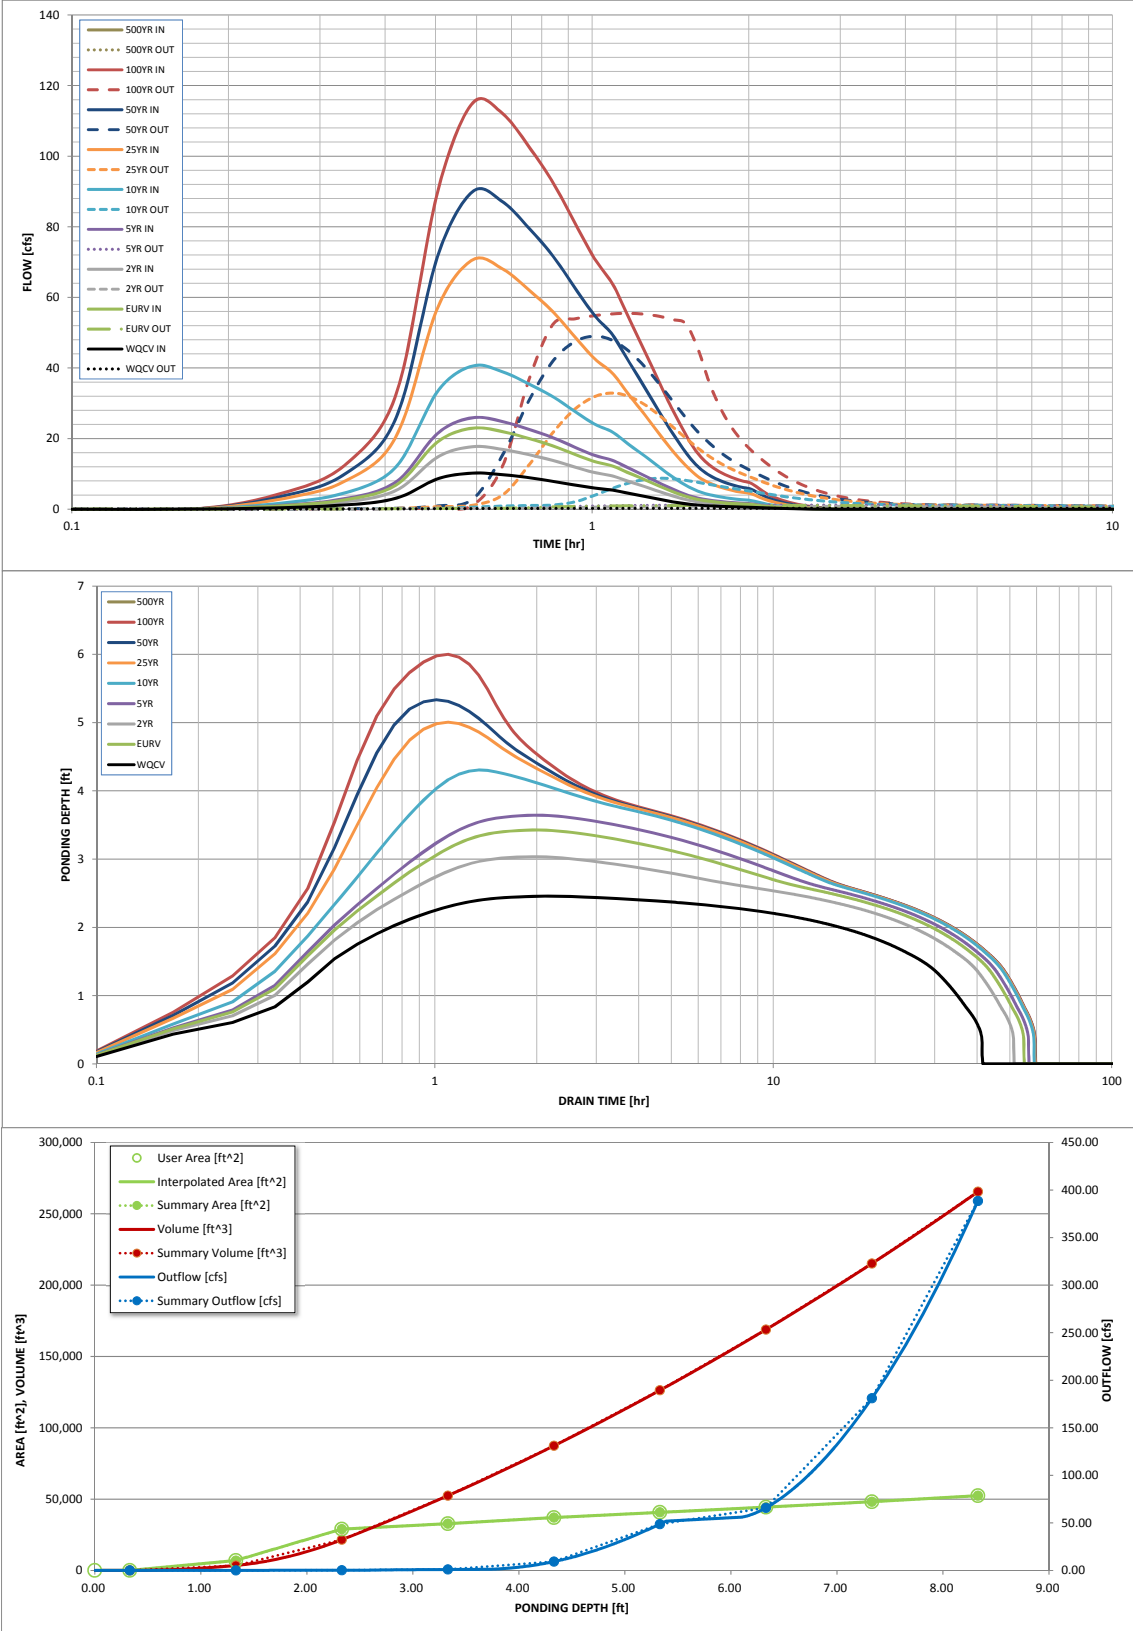 140
120
100
80
60
40
20
0
FLOW [cfs]
500YR IN
500YR OUT
100YR IN
100YR OUT
50YR IN
50YR OUT
25YR IN
25YR OUT
10YR IN
10YR OUT
5YR IN
5YR OUT
2YR IN
2YR OUT
EURV IN
EURV OUT
WQCV IN
WQCV OUT
0.1
1
10
TIME [hr]
7
6
5
4
3
2
1
0
PONDING DEPTH [ft]
500YR
100YR
50YR
25YR
10YR
5YR
2YR
EURV
WQCV
0.1
1
10
100
DRAIN TIME [hr]
300,000
250,000
200,000
150,000
100,000
50,000
0
AREA [ft^2], VOLUME [ft^3]
User Area [ft^2]
Interpolated Area [ft^2]
Summary Area [ft^2]
Volume [ft^3]
Summary Volume [ft^3]
Outflow [cfs]
Summary Outflow [cfs]
450.00
400.00
350.00
300.00
250.00
200.00
150.00
100.00
50.00
0.00
OUTFLOW [cfs]
0.00
1.00
2.00
3.00
4.00
5.00
6.00
7.00
8.00
9.00
PONDING DEPTH [ft]